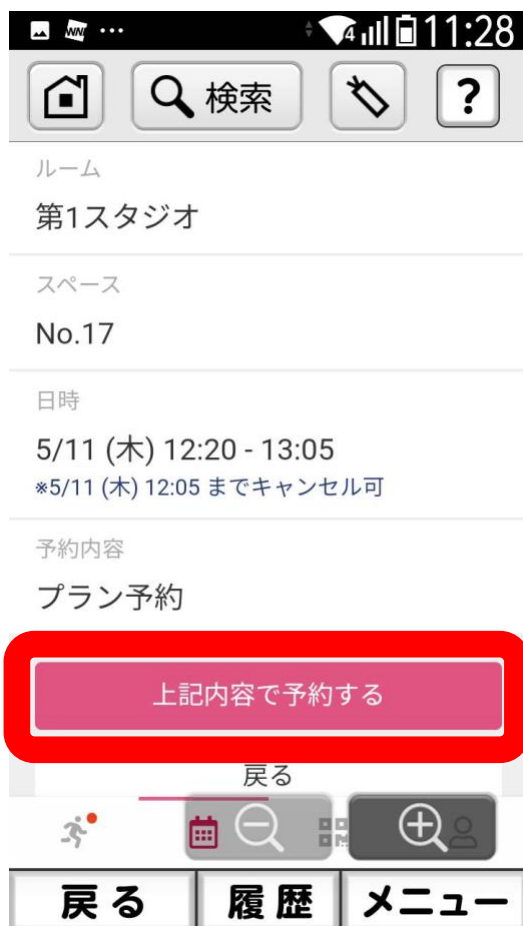 WN ... 4 11:28
検索 ?
ルーム
第1スタジオ
スペース
No.17
日時
5/11 (木) 12:20 - 13:05
※5/11 (木) 12:05 までキャンセル可
予約内容
プラン予約
上記内容で予約する
戻る
戻る 履歴 メニュー